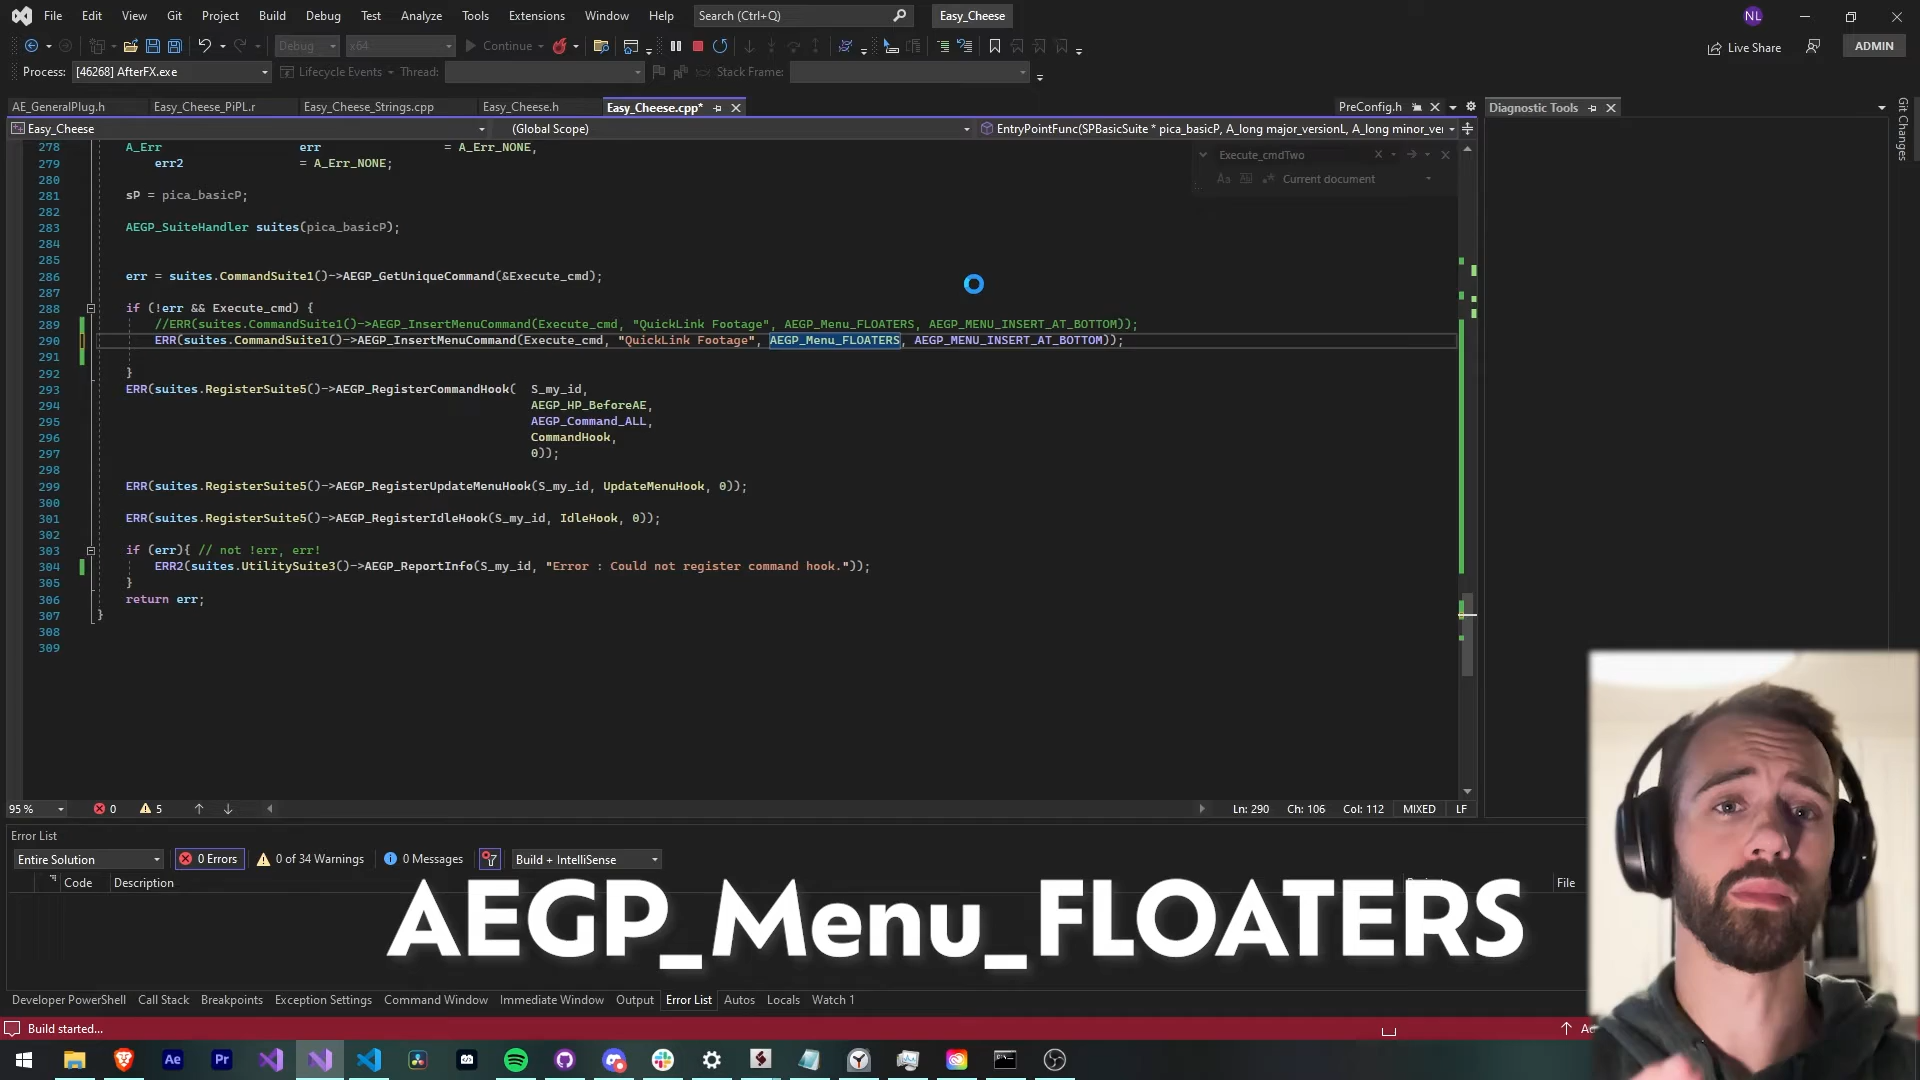 File Edit View Git Project Build Debug Test Analyze Tools Extensions Window Help Search (Ctrl+Q) Easy_Cheese NL
Debug x64 Continue Live Share ADMIN
Process: [46268] AfterFX.exe Lifecycle Events Thread: Stack Frame:
AE_GeneralPlug.h Easy_Cheese_PiPL.r Easy_Cheese_Strings.cpp Easy_Cheese.h Easy_Cheese.cpp* PreConfig.h Diagnostic Tools
Git Changes
Easy_Cheese (Global Scope) EntryPointFunc(SPBasicSuite * pica_basicP, A_long major_versionL, A_long minor_ver
Execute_cmdTwo
Aa Current document
278 A_Err err = A_Err_NONE,
279 err2 = A_Err_NONE;
280
281 sP = pica_basicP;
282
283 AEGP_SuiteHandler suites(pica_basicP);
284
285
286 err = suites.CommandSuite1()->AEGP_GetUniqueCommand(&Execute_cmd);
287
288 if (!err && Execute_cmd) {
289 //ERR(suites.CommandSuite1()->AEGP_InsertMenuCommand(Execute_cmd, "QuickLink Footage", AEGP_Menu_FLOATERS, AEGP_MENU_INSERT_AT_BOTTOM));
290 ERR(suites.CommandSuite1()->AEGP_InsertMenuCommand(Execute_cmd, "QuickLink Footage", AEGP_Menu_FLOATERS, AEGP_MENU_INSERT_AT_BOTTOM));
291
292 }
293 ERR(suites.RegisterSuite5()->AEGP_RegisterCommandHook( S_my_id,
294 AEGP_HP_BeforeAE,
295 AEGP_Command_ALL,
296 CommandHook,
297 0));
298
299 ERR(suites.RegisterSuite5()->AEGP_RegisterUpdateMenuHook(S_my_id, UpdateMenuHook, 0));
300
301 ERR(suites.RegisterSuite5()->AEGP_RegisterIdleHook(S_my_id, IdleHook, 0));
302
303 if (err){ // not !err, err!
304 ERR2(suites.UtilitySuite3()->AEGP_ReportInfo(S_my_id, "Error : Could not register command hook."));
305 }
306 return err;
307 }
308
309
95 % 0 5 Ln: 290 Ch: 106 Col: 112 MIXED LF
Error List
Entire Solution 0 Errors 0 of 34 Warnings 0 Messages Build + IntelliSense
Code Description File
AEGP_Menu_FLOATERS
Developer PowerShell Call Stack Breakpoints Exception Settings Command Window Immediate Window Output Error List Autos Locals Watch 1
Build started...
Ae Pr